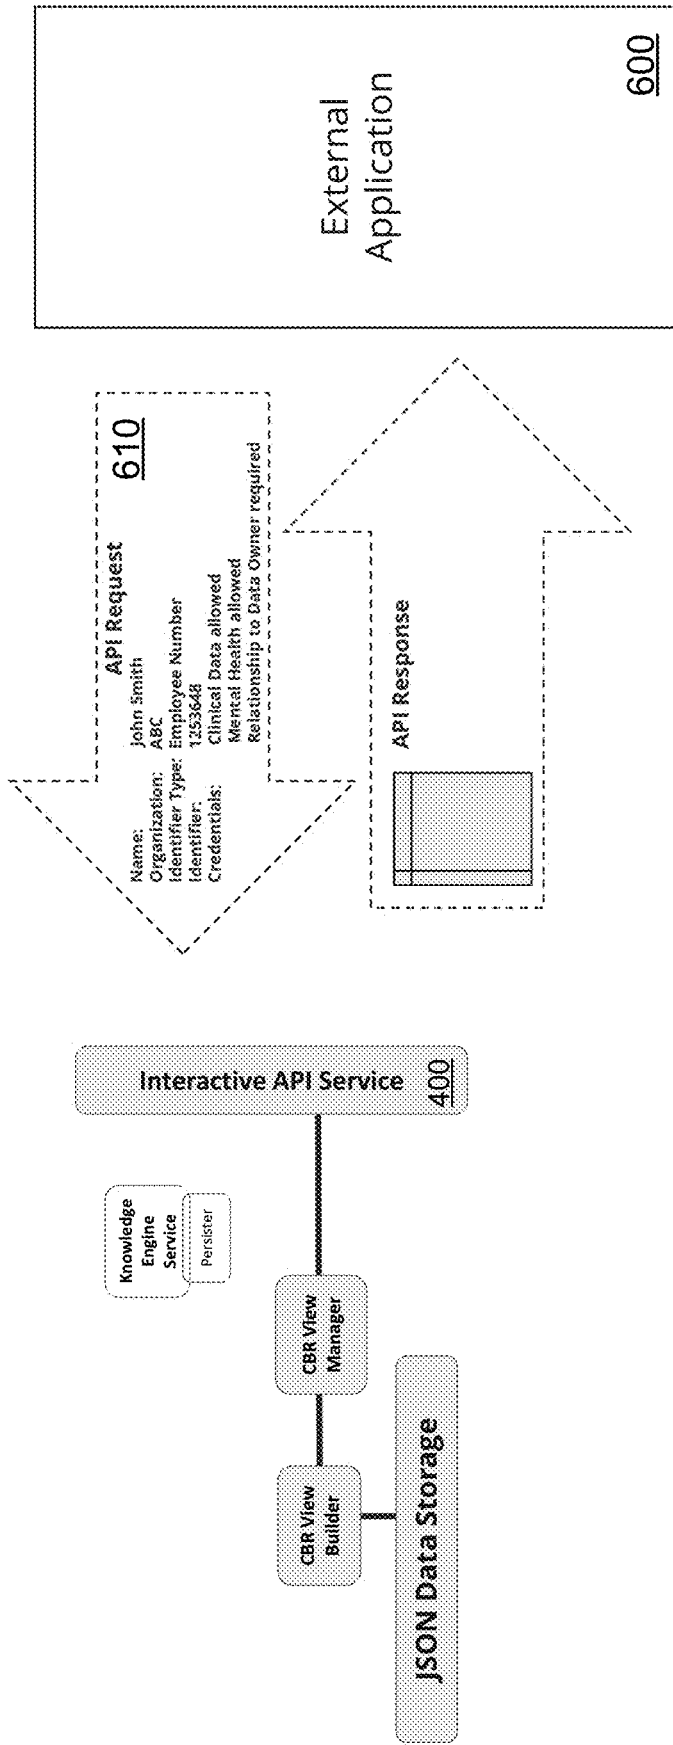 Knowledge
Engine
Service
Persister
CBR View
Builder
CBR View
Manager
JSON Data Storage
Interactive API Service
400
API Request
610
Name: John Smith
Organization: ABC
Identifier Type: Employee Number
Identifier: 1253648
Credentials: Clinical Data allowed
Mental Health allowed
Relationship to Data Owner required
API Response
External
Application
600